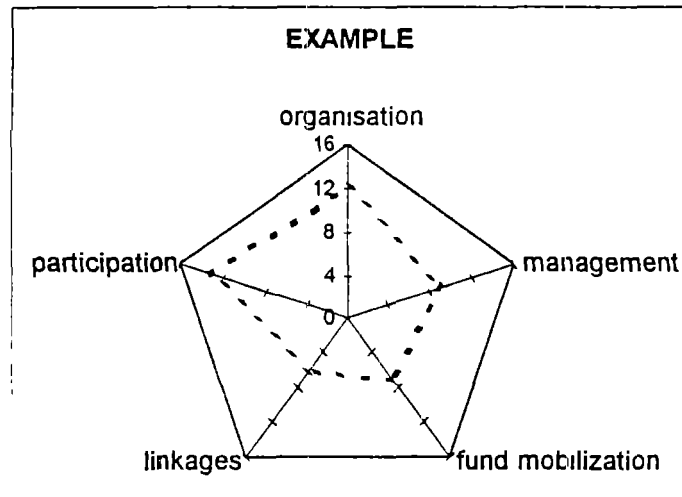 EXAMPLE
organisation
16
12
8
4
0
participation
management
linkages
fund mobilization